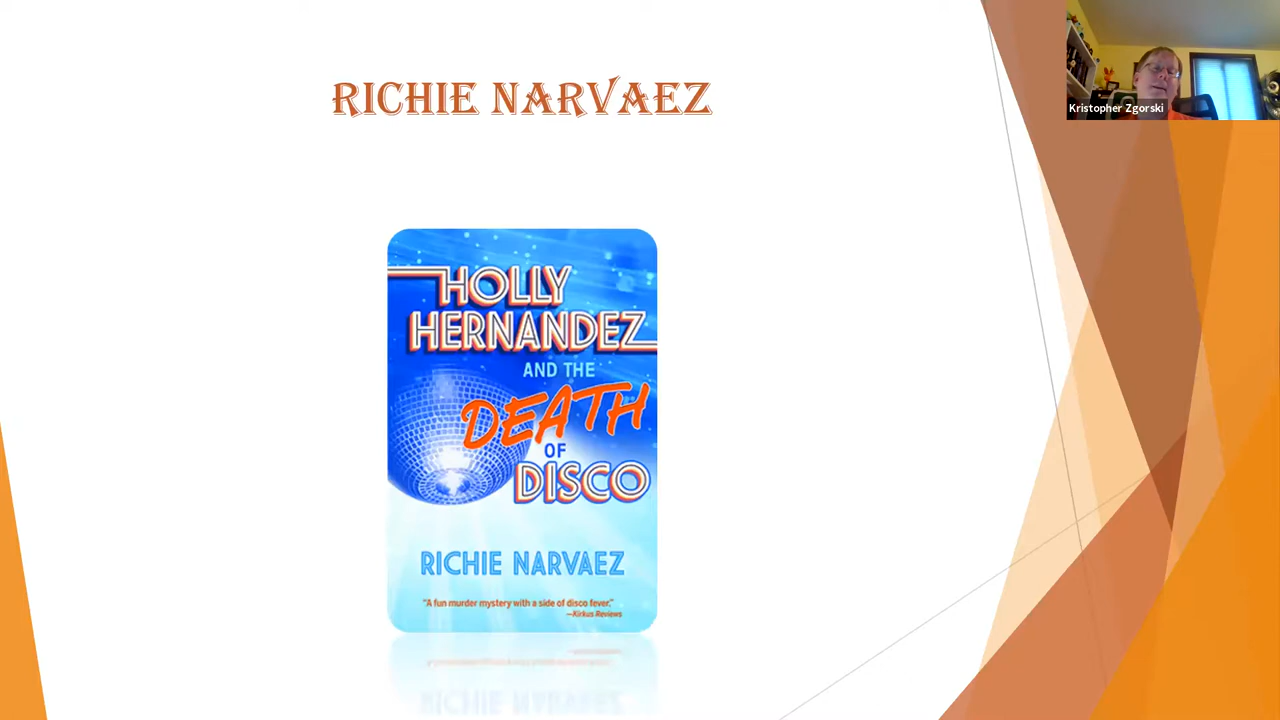 RICHIE NARVAEZ
Kristopher Zgorski
HOLLY
HERNANDEZ
AND THE
DEATH
OF
DISCO
RICHIE NARVAEZ
"A fun murder mystery with a side of disco fever."
—Kirkus Reviews